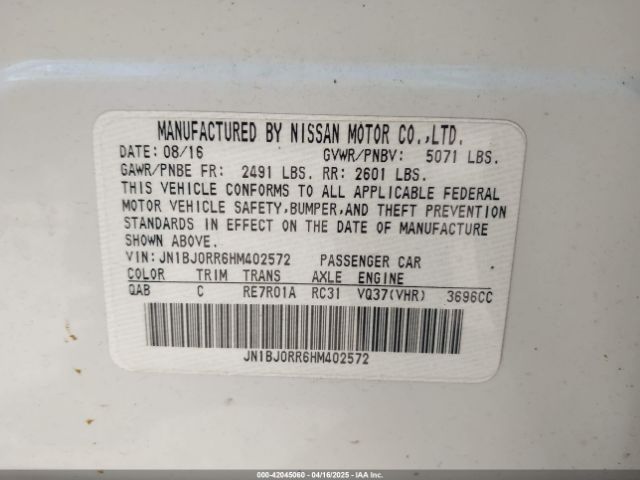 MANUFACTURED BY NISSAN MOTOR CO.,LTD.
DATE: 08/16 GVWR/PNBV: 5071 LBS.
GAWR/PNBE FR: 2491 LBS. RR: 2601 LBS.
THIS VEHICLE CONFORMS TO ALL APPLICABLE FEDERAL
MOTOR VEHICLE SAFETY,BUMPER,AND THEFT PREVENTION
STANDARDS IN EFFECT ON THE DATE OF MANUFACTURE
SHOWN ABOVE.
VIN: JN1BJ0RR6HM402572 PASSENGER CAR
COLOR TRIM TRANS AXLE ENGINE
QAB C RE7R01A RC31 VQ37(VHR) 3696CC
JN1BJ0RR6HM402572
000-42045060 - 04/16/2025 - IAA Inc.